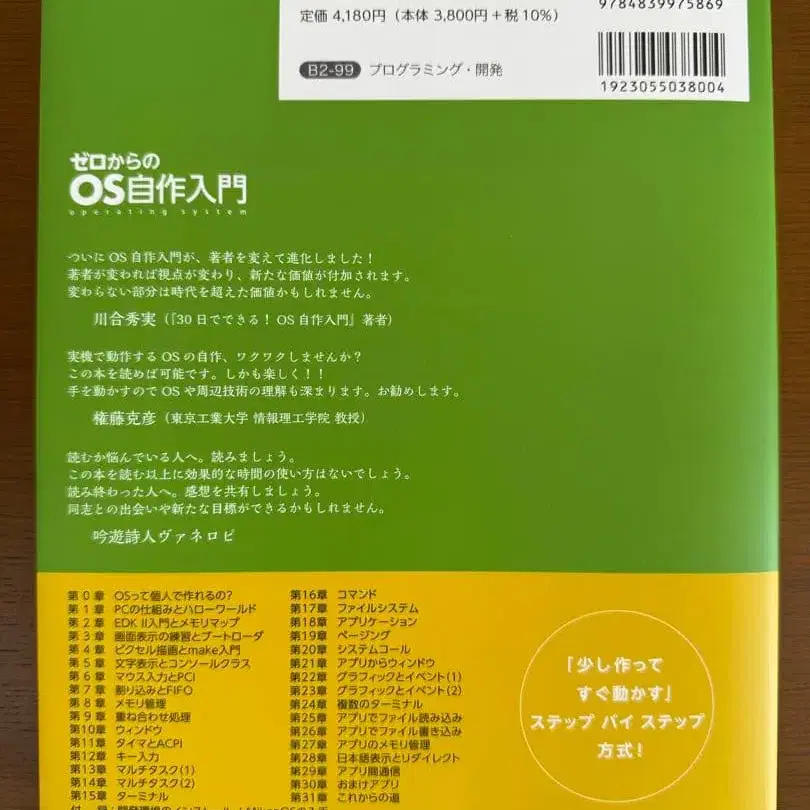 9784839975869
定価 4,180円(本体 3,800円+税10%)
B2-99 プログラミング・開発
1923055038004
ゼロからの
OS自作入門
operating system
ついにOS自作入門が、著者を変えて進化しました!
著者が変われば視点が変わり、新たな価値が付加されます。
変わらない部分は時代を超えた価値かもしれません。
川合秀実(『30日でできる! OS自作入門』著者)
実機で動作するOSの自作、ワクワクしませんか?
この本を読めば可能です。しかも楽しく!!
手を動かすのでOSや周辺技術の理解も深まります。お勧めします。
権藤克彦(東京工業大学 情報理工学院 教授)
読むか悩んでいる人へ。読みましょう。
この本を読む以上に効果的な時間の使い方はないでしょう。
読み終わった人へ。感想を共有しましょう。
同志との出会いや新たな目標ができるかもしれません。
吟遊詩人ヴァネロピ
第0章 OSって個人で作れるの?
第1章 PCの仕組みとハローワールド
第2章 EDK II入門とメモリマップ
第3章 画面表示の練習とブートローダ
第4章 ピクセル描画とmake入門
第5章 文字表示とコンソールクラス
第6章 マウス入力とPCI
第7章 割り込みとFIFO
第8章 メモリ管理
第9章 重ね合わせ処理
第10章 ウィンドウ
第11章 タイマとACPI
第12章 キー入力
第13章 マルチタスク(1)
第14章 マルチタスク(2)
第15章 ターミナル
第16章 コマンド
第17章 ファイルシステム
第18章 アプリケーション
第19章 ページング
第20章 システムコール
第21章 アプリからウィンドウ
第22章 グラフィックとイベント(1)
第23章 グラフィックとイベント(2)
第24章 複数のターミナル
第25章 アプリでファイル読み込み
第26章 アプリでファイル書き込み
第27章 アプリのメモリ管理
第28章 日本語表示とリダイレクト
第29章 アプリ間通信
第30章 おまけアプリ
第31章 これからの道
「少し作って
すぐ動かす」
ステップ バイ ステップ
方式!